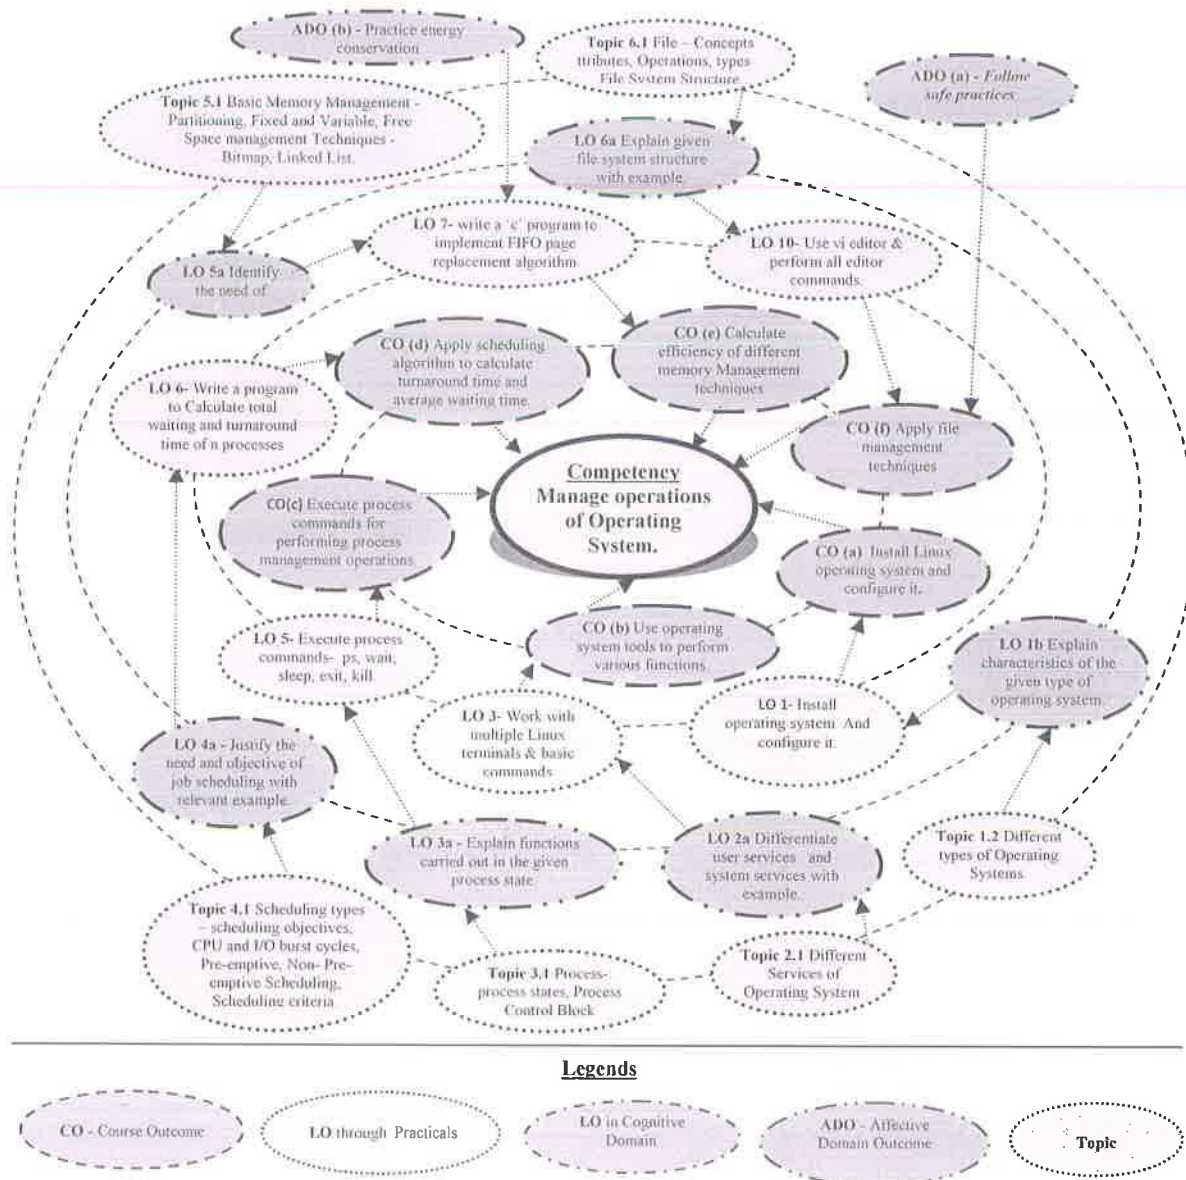 ADO (b) - Practice energy
conservation
Topic 6.1 File – Concepts
ttributes, Operations, types
File System Structure
ADO (a) - Follow
safe practices
Topic 5.1 Basic Memory Management -
Partitioning, Fixed and Variable, Free
Space management Techniques -
Bitmap, Linked List.
LO 6a Explain given
file system structure
with example.
LO 7- write a 'c' program to
implement FIFO page
replacement algorithm
LO 10- Use vi editor &
perform all editor
commands.
LO 5a Identify
the need of
CO (d) Apply scheduling
algorithm to calculate
turnaround time and
average waiting time.
CO (e) Calculate
efficiency of different
memory Management
techniques
LO 6- Write a program
to Calculate total
waiting and turnaround
time of n processes
CO (f) Apply file
management
techniques
Competency
Manage operations
of Operating
System.
CO(c) Execute process
commands for
performing process
management operations.
CO (a) Install Linux
operating system and
configure it.
CO (b) Use operating
system tools to perform
various functions.
LO 5- Execute process
commands- ps, wait,
sleep, exit, kill
LO 1b Explain
characteristics of the
given type of
operating system.
LO 3- Work with
multiple Linux
terminals & basic
commands
LO 1- Install
operating system. And
configure it.
LO 4a - Justify the
need and objective of
job scheduling with
relevant example.
LO 3a - Explain functions
carried out in the given
process state.
LO 2a Differentiate
user services and
system services with
example.
Topic 1.2 Different
types of Operating
Systems
Topic 4.1 Scheduling types
– scheduling objectives,
CPU and I/O burst cycles,
Pre-emptive, Non- Pre-
emptive Scheduling,
Scheduling criteria
Topic 3.1 Process-
process states, Process
Control Block
Topic 2.1 Different
Services of
Operating System
Legends
CO - Course Outcome
LO through Practicals
LO in Cognitive
Domain
ADO - Affective
Domain Outcome
Topic